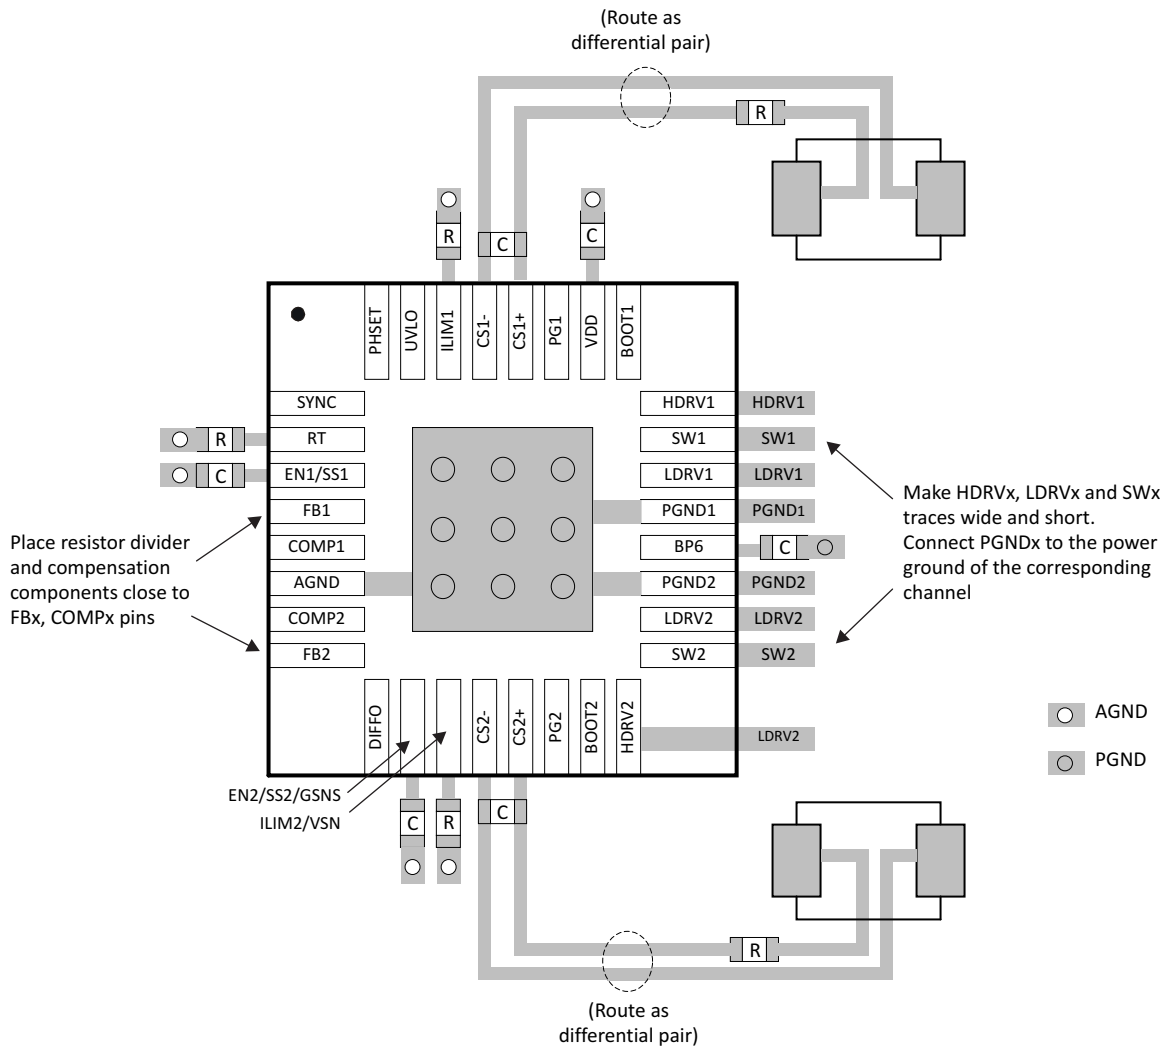 (Route as
differential pair)
R
R
C
C
PHSET
UVLO
ILIM1
CS1-
CS1+
PG1
VDD
BOOT1
SYNC
HDRV1
HDRV1
R
RT
SW1
SW1
C
EN1/SS1
LDRV1
LDRV1
FB1
PGND1
PGND1
COMP1
BP6
C
AGND
PGND2
PGND2
COMP2
LDRV2
LDRV2
FB2
SW2
SW2
Place resistor divider
and compensation
components close to
FBx, COMPx pins
Make HDRVx, LDRVx and SWx
traces wide and short.
Connect PGNDx to the power
ground of the corresponding
channel
DIFFO
CS2-
CS2+
PG2
BOOT2
HDRV2
LDRV2
AGND
PGND
EN2/SS2/GSNS
ILIM2/VSN
C
R
C
R
(Route as
differential pair)